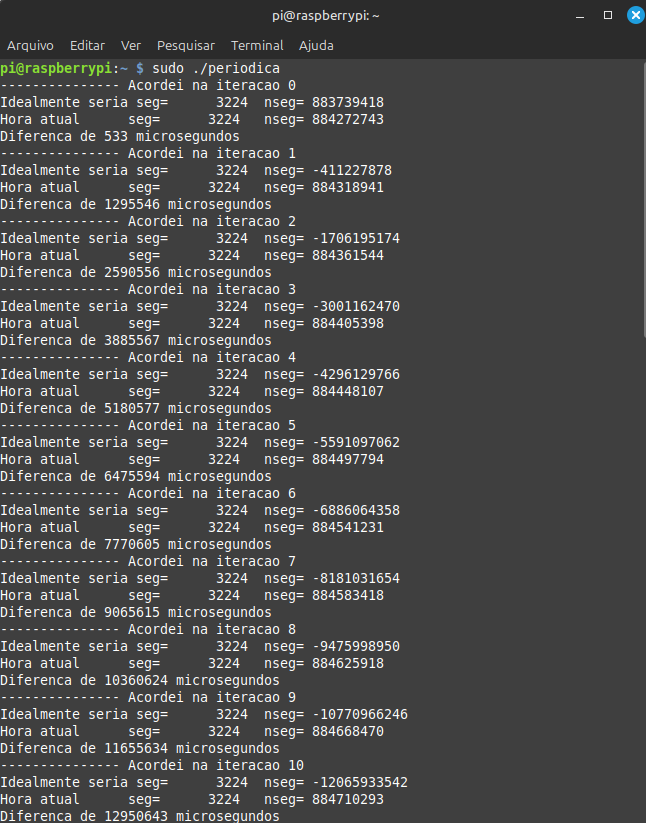 pi@raspberrypi: ~
Arquivo Editar Ver Pesquisar Terminal Ajuda
pi@raspberrypi:~ $ sudo ./periodica
--------------- Acordei na iteracao 0
Idealmente seria seg=      3224  nseg= 883739418
Hora atual      seg=      3224  nseg= 884272743
Diferenca de 533 microsegundos
--------------- Acordei na iteracao 1
Idealmente seria seg=      3224  nseg= -411227878
Hora atual      seg=      3224  nseg= 884318941
Diferenca de 1295546 microsegundos
--------------- Acordei na iteracao 2
Idealmente seria seg=      3224  nseg= -1706195174
Hora atual      seg=      3224  nseg= 884361544
Diferenca de 2590556 microsegundos
--------------- Acordei na iteracao 3
Idealmente seria seg=      3224  nseg= -3001162470
Hora atual      seg=      3224  nseg= 884405398
Diferenca de 3885567 microsegundos
--------------- Acordei na iteracao 4
Idealmente seria seg=      3224  nseg= -4296129766
Hora atual      seg=      3224  nseg= 884448107
Diferenca de 5180577 microsegundos
--------------- Acordei na iteracao 5
Idealmente seria seg=      3224  nseg= -5591097062
Hora atual      seg=      3224  nseg= 884497794
Diferenca de 6475594 microsegundos
--------------- Acordei na iteracao 6
Idealmente seria seg=      3224  nseg= -6886064358
Hora atual      seg=      3224  nseg= 884541231
Diferenca de 7770605 microsegundos
--------------- Acordei na iteracao 7
Idealmente seria seg=      3224  nseg= -8181031654
Hora atual      seg=      3224  nseg= 884583418
Diferenca de 9065615 microsegundos
--------------- Acordei na iteracao 8
Idealmente seria seg=      3224  nseg= -9475998950
Hora atual      seg=      3224  nseg= 884625918
Diferenca de 10360624 microsegundos
--------------- Acordei na iteracao 9
Idealmente seria seg=      3224  nseg= -10770966246
Hora atual      seg=      3224  nseg= 884668470
Diferenca de 11655634 microsegundos
--------------- Acordei na iteracao 10
Idealmente seria seg=      3224  nseg= -12065933542
Hora atual      seg=      3224  nseg= 884710293
Diferenca de 12950643 microsegundos